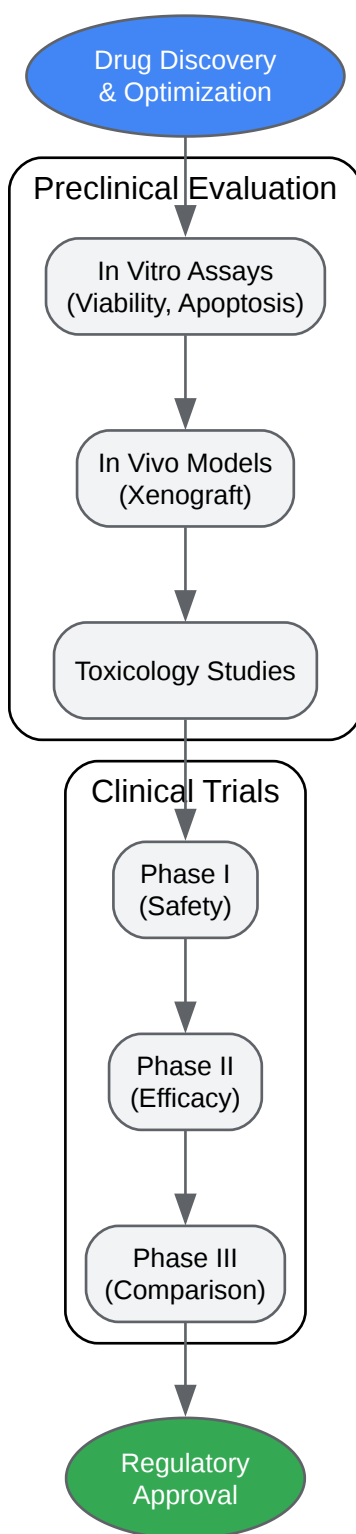 Drug Discovery
& Optimization
Preclinical Evaluation
In Vitro Assays
(Viability, Apoptosis)
In Vivo Models
(Xenograft)
Toxicology Studies
Clinical Trials
Phase I
(Safety)
Phase II
(Efficacy)
Phase III
(Comparison)
Regulatory
Approval